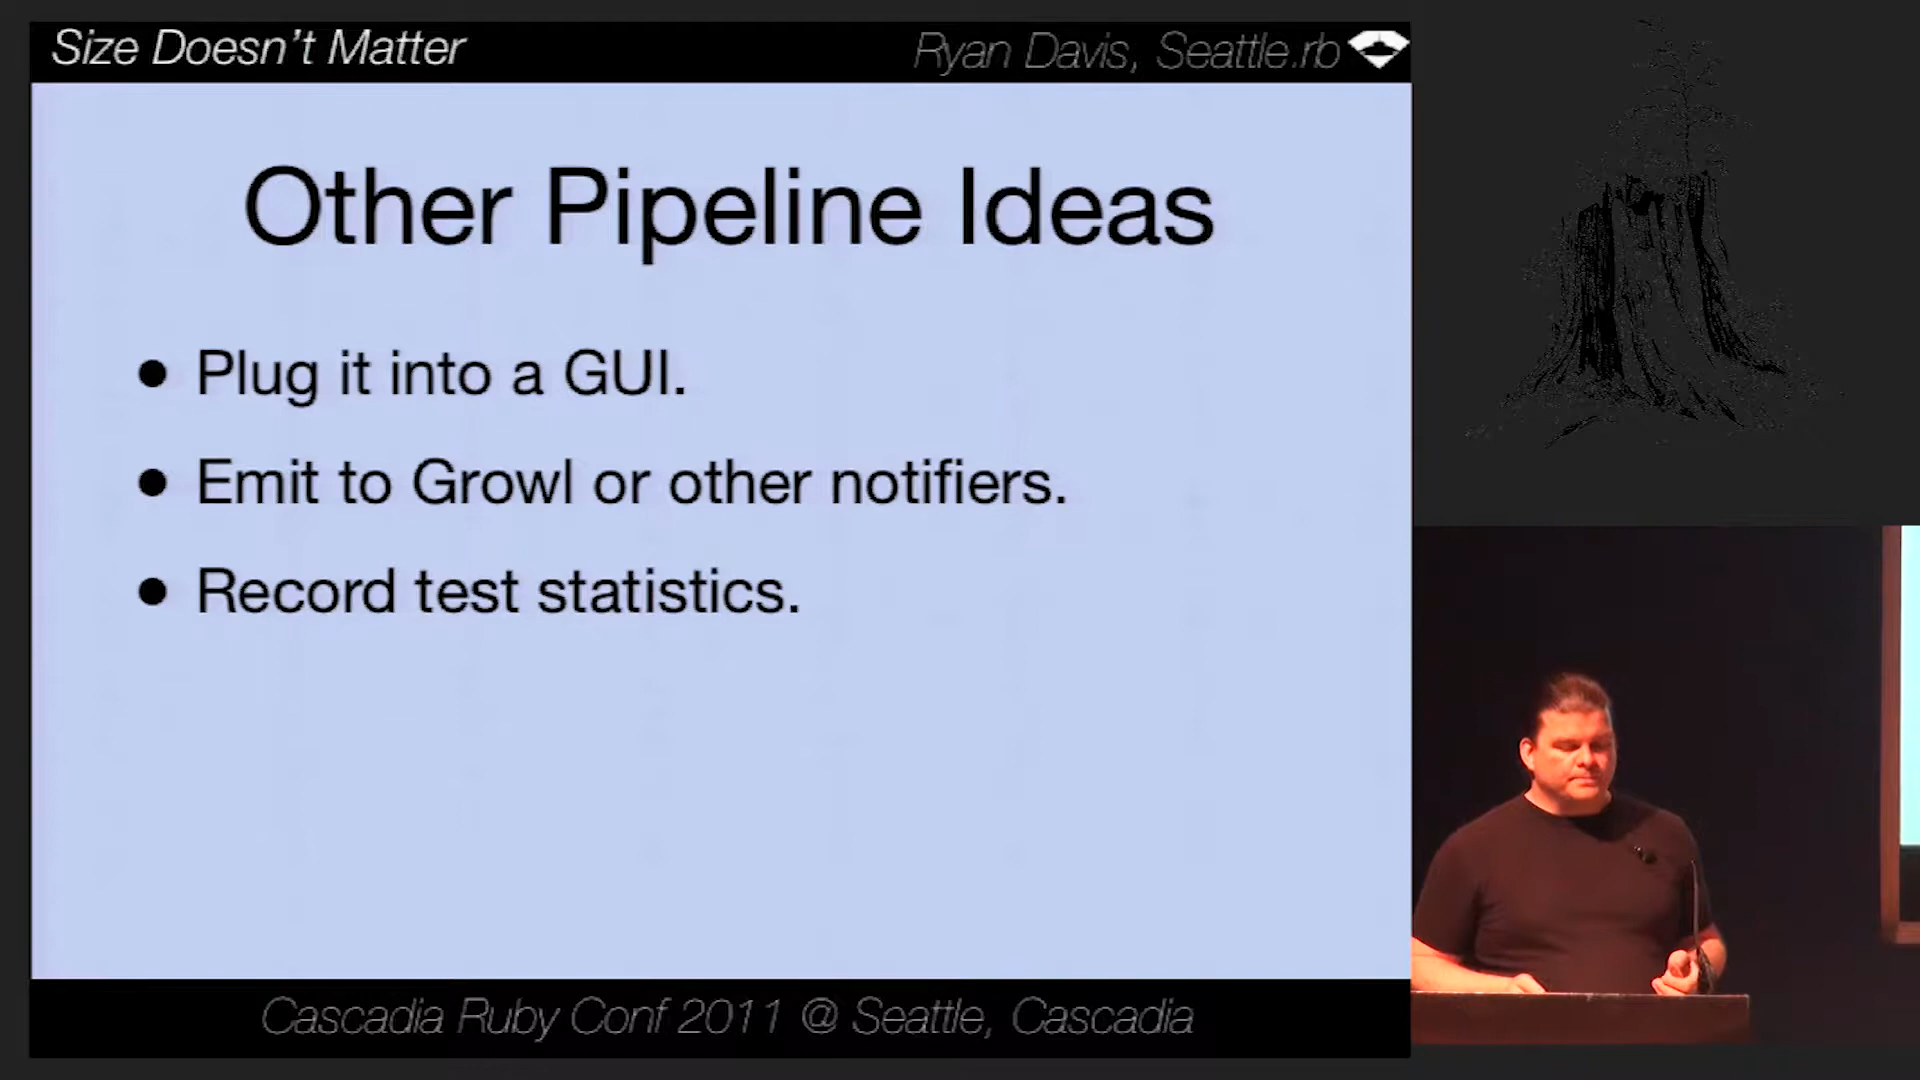 Size Doesn’t Matter
Ryan Davis, Seattle.rb
Other Pipeline Ideas
• Plug it into a GUI.
• Emit to Growl or other notifiers.
• Record test statistics.
Cascadia Ruby Conf 2011 @ Seattle, Cascadia